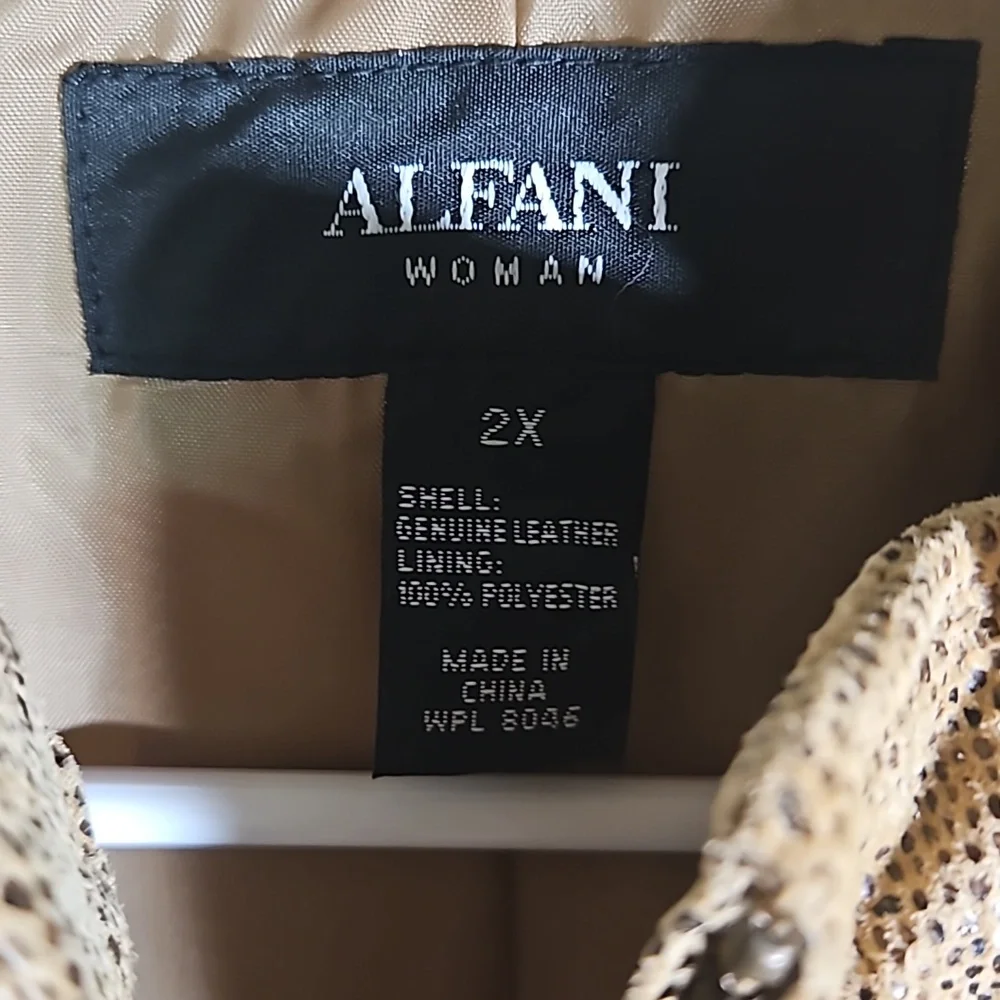 ALFANI
WOMAN
2X
SHELL:
GENUINE LEATHER
LINING:
100% POLYESTER
MADE IN
CHINA
WPL 8046